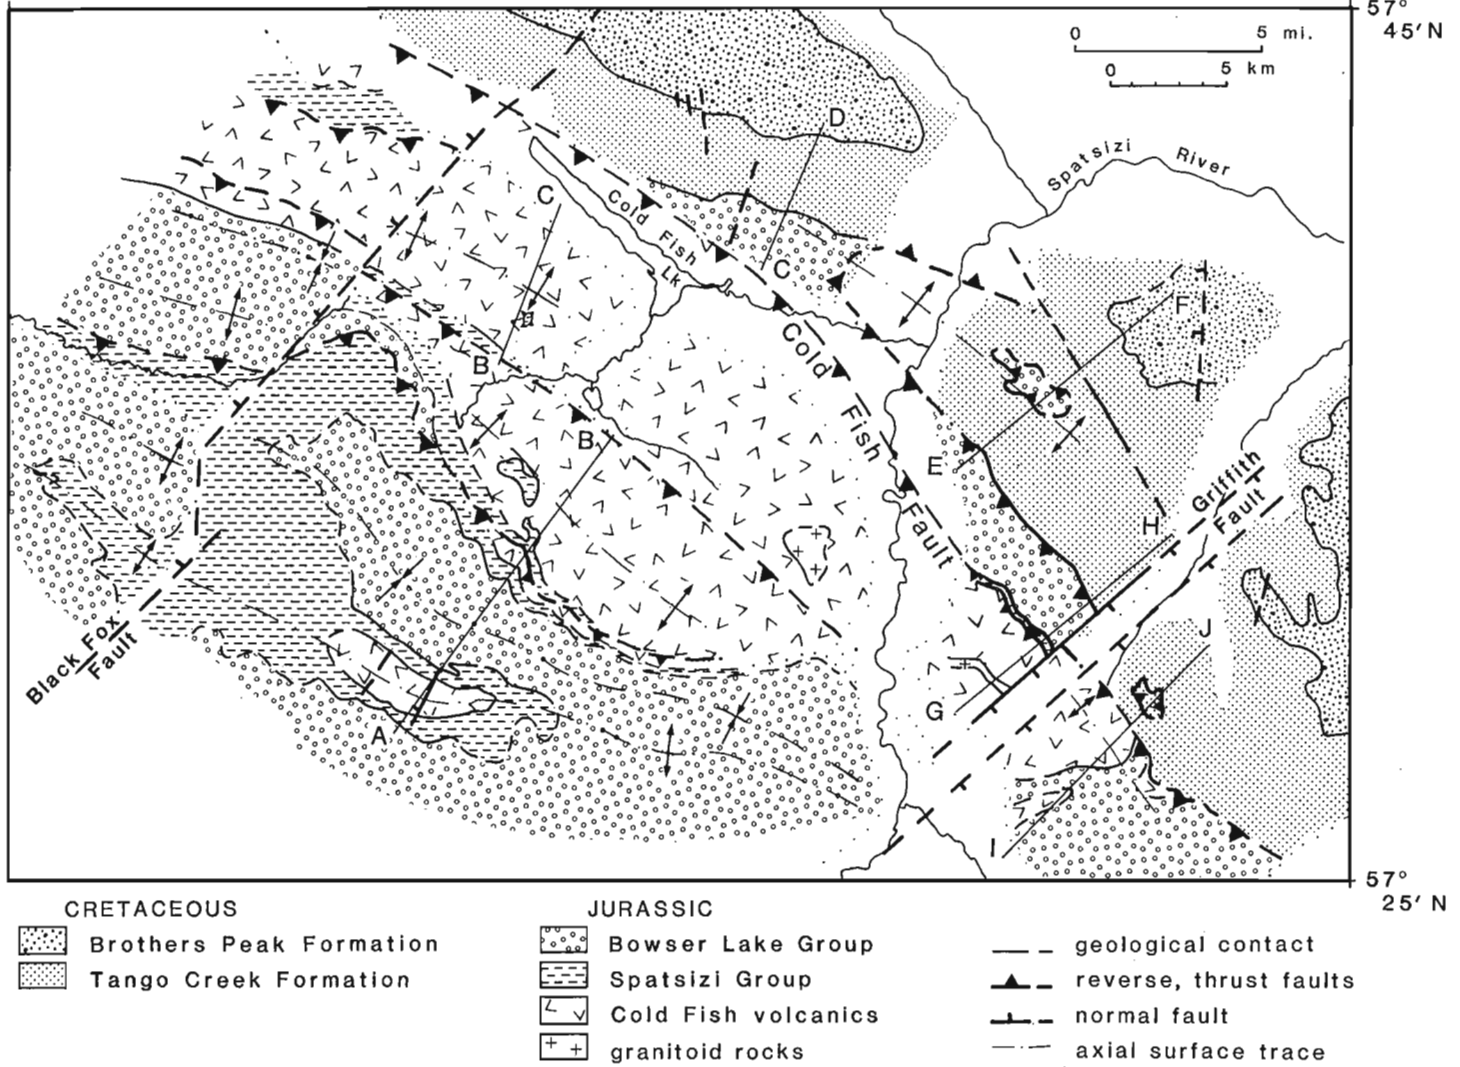 57°
45′ N
0 5 mi.
0 5 km
D
Spatsizi River
C
Cold Fish Lk
C
F
Cold Fish Fault
B
B
E
Griffith Fault
H
J
Black Fox Fault
G
A
I
57°
25′ N
CRETACEOUS
Brothers Peak Formation
Tango Creek Formation
JURASSIC
Bowser Lake Group
Spatsizi Group
Cold Fish volcanics
granitoid rocks
geological contact
reverse, thrust faults
normal fault
axial surface trace